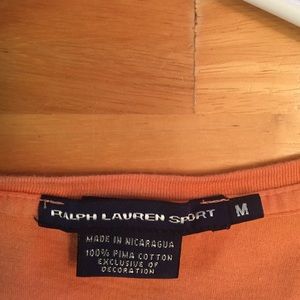 RALPH LAUREN SPORT M
MADE IN NICARAGUA
100% PIMA COTTON
EXCLUSIVE OF
DECORATION